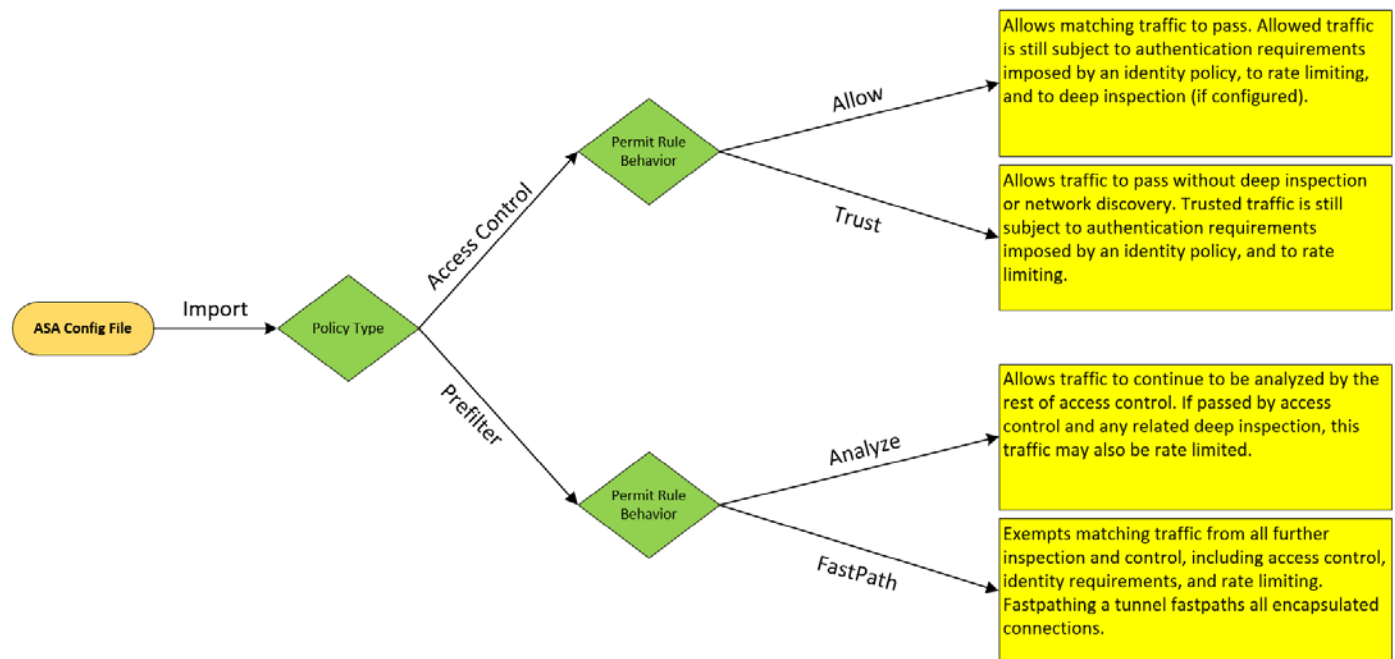 ASA Config File
Import
Policy Type
Access Control
Prefilter
Permit Rule
Behavior
Allow
Trust
Allows matching traffic to pass. Allowed traffic
is still subject to authentication requirements
imposed by an identity policy, to rate limiting,
and to deep inspection (if configured).
Allows traffic to pass without deep inspection
or network discovery. Trusted traffic is still
subject to authentication requirements
imposed by an identity policy, and to rate
limiting.
Permit Rule
Behavior
Analyze
FastPath
Allows traffic to continue to be analyzed by the
rest of access control. If passed by access
control and any related deep inspection, this
traffic may also be rate limited.
Exempts matching traffic from all further
inspection and control, including access control,
identity requirements, and rate limiting.
Fastpathing a tunnel fastpaths all encapsulated
connections.